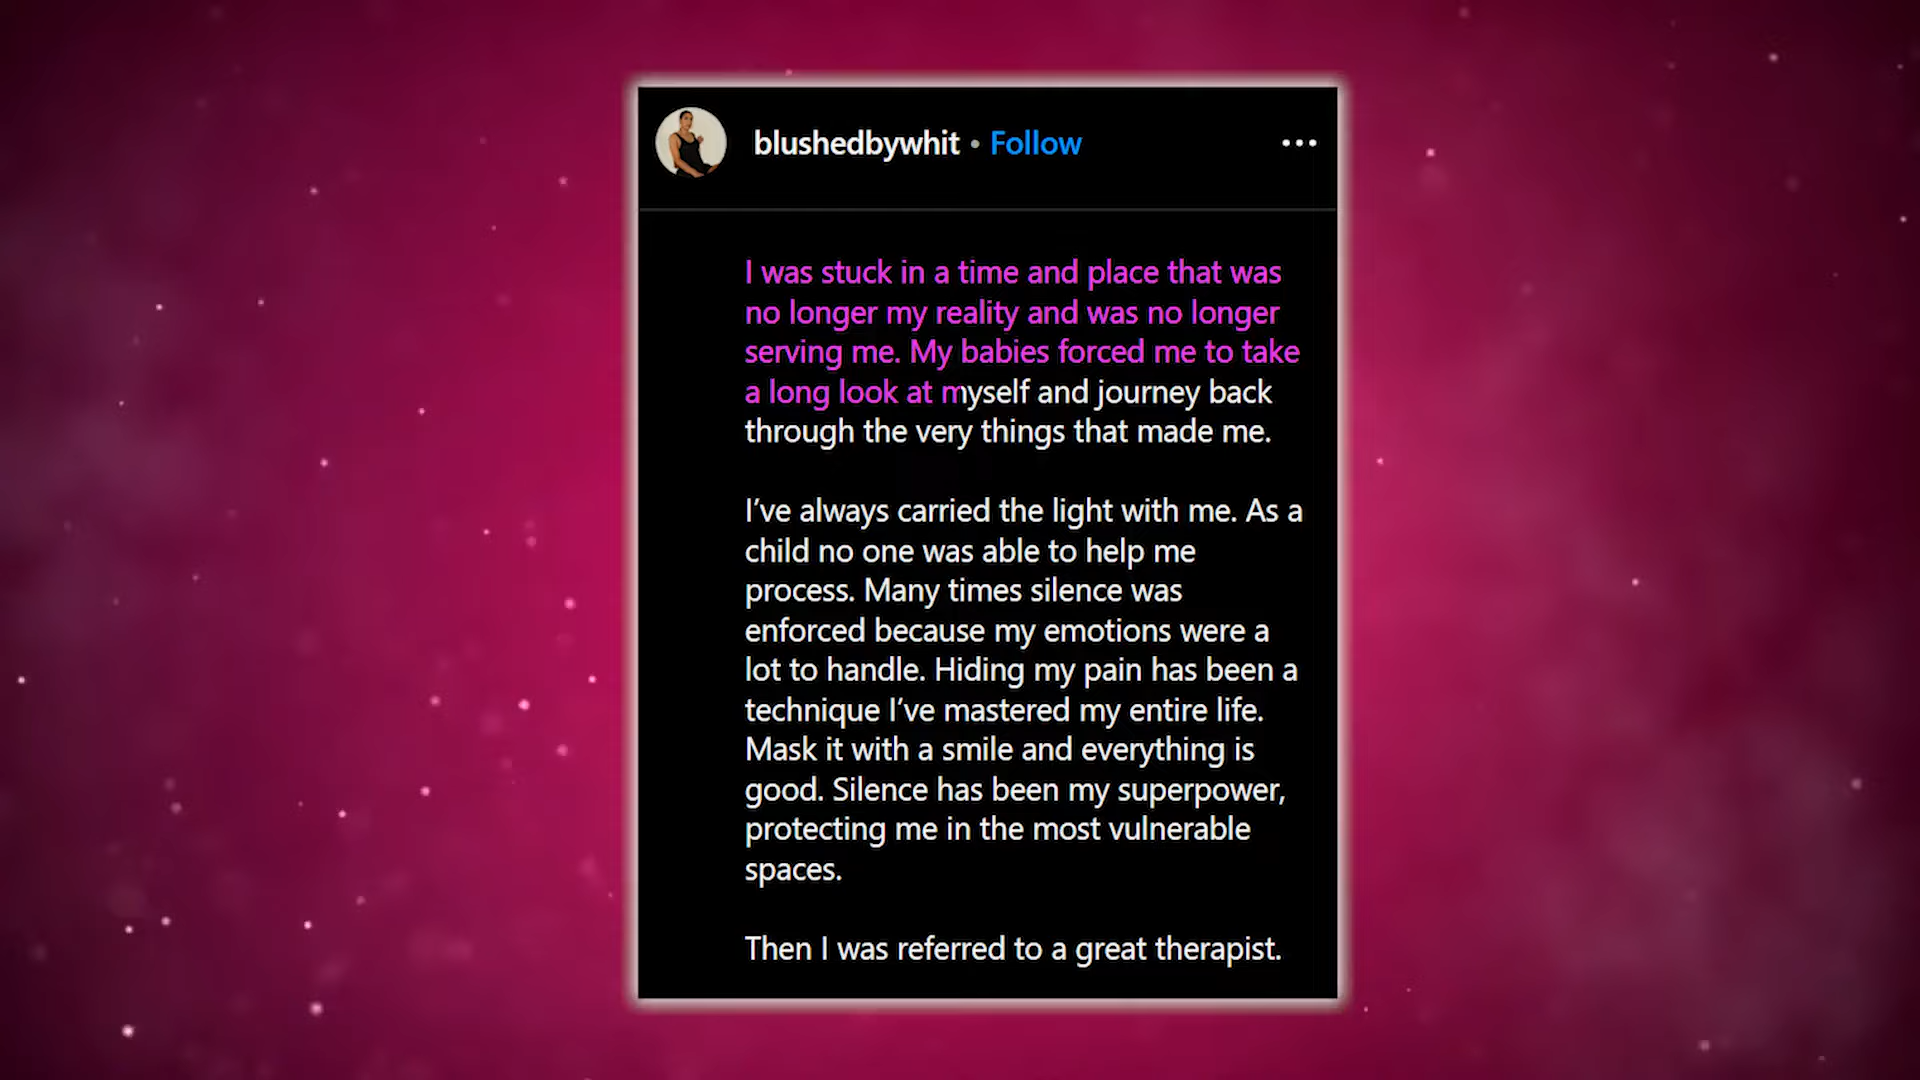 blushedbywhit • Follow
I was stuck in a time and place that was
no longer my reality and was no longer
serving me. My babies forced me to take
a long look at myself and journey back
through the very things that made me.
I’ve always carried the light with me. As a
child no one was able to help me
process. Many times silence was
enforced because my emotions were a
lot to handle. Hiding my pain has been a
technique I’ve mastered my entire life.
Mask it with a smile and everything is
good. Silence has been my superpower,
protecting me in the most vulnerable
spaces.
Then I was referred to a great therapist.